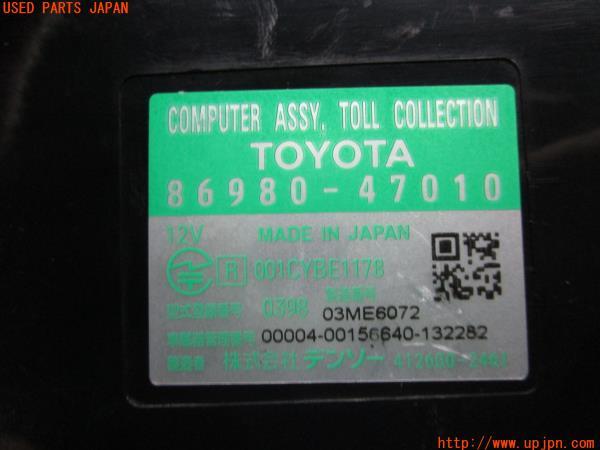 USED PARTS JAPAN
COMPUTER ASSY, TOLL COLLECTION
TOYOTA
86980-47010
12V MADE IN JAPAN
R 001CYBE1178
型式登録番号 0398 製造番号 03ME6072
車載器管理番号 00004-00156640-132282
製造者 株式会社 デンソー 412600-2461
http://www.upjpn.com/